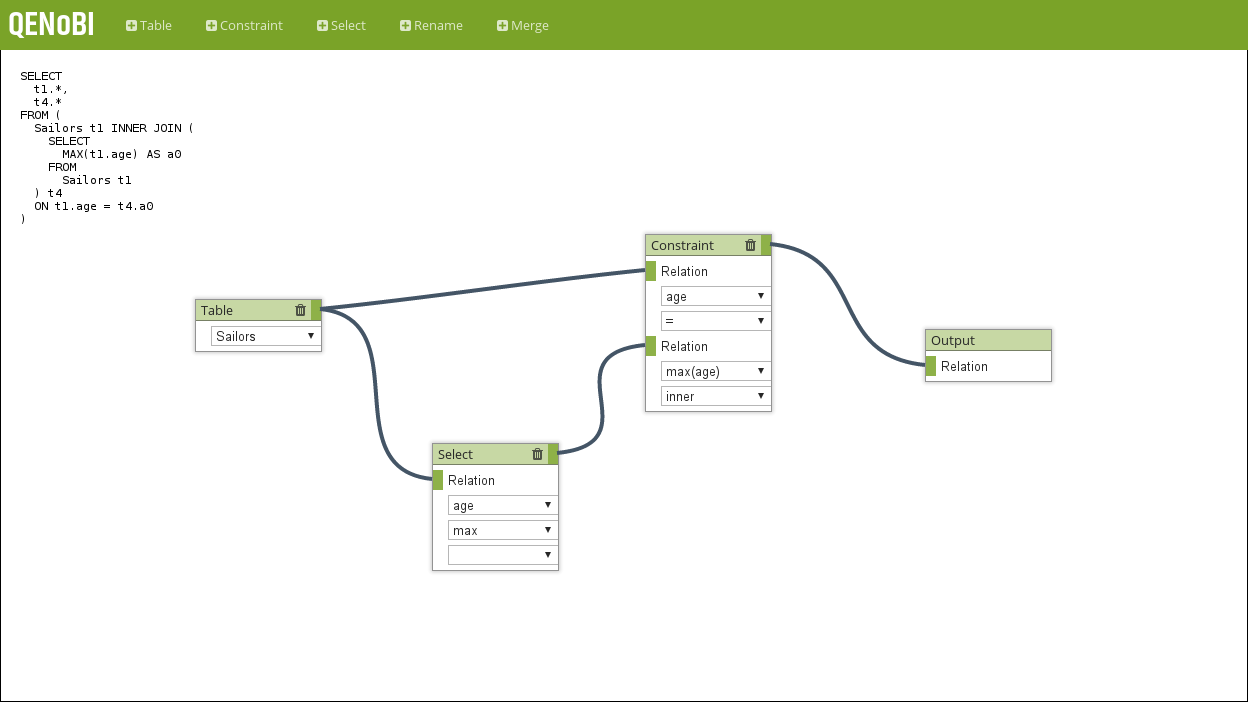 QENoBI
Table
Constraint
Select
Rename
Merge
SELECT
  t1.*,
  t4.*
FROM (
  Sailors t1 INNER JOIN (
    SELECT
      MAX(t1.age) AS a0
    FROM
      Sailors t1
  ) t4
  ON t1.age = t4.a0
)
Constraint
Relation
age
=
Relation
max(age)
inner
Table
Sailors
Output
Relation
Select
Relation
age
max